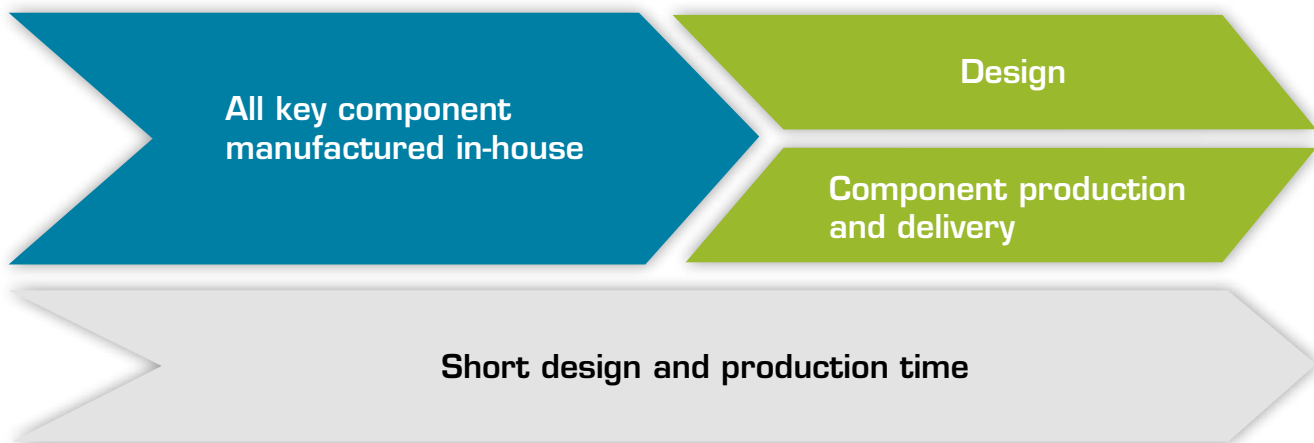 All key component
manufactured in-house
Design
Component production
and delivery
Short design and production time